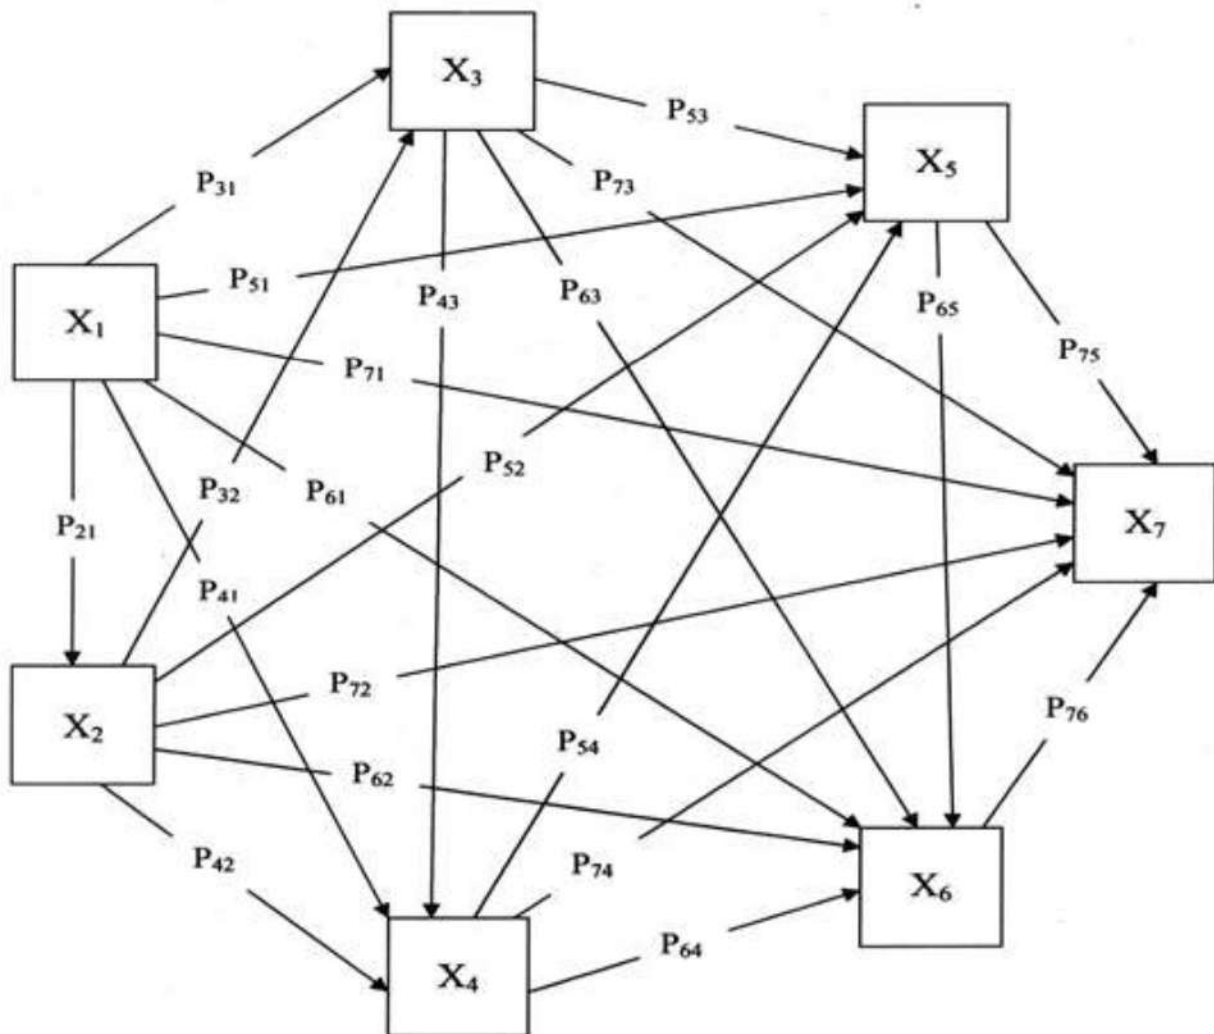 X₃
P₅₃
X₅
P₃₁
P₇₃
P₅₁
P₄₃
P₆₃
P₆₅
X₁
P₇₁
P₇₅
P₃₂
P₅₂
P₆₁
P₂₁
X₇
P₄₁
P₇₂
X₂
P₅₄
P₇₆
P₆₂
P₄₂
P₇₄
X₆
P₆₄
X₄